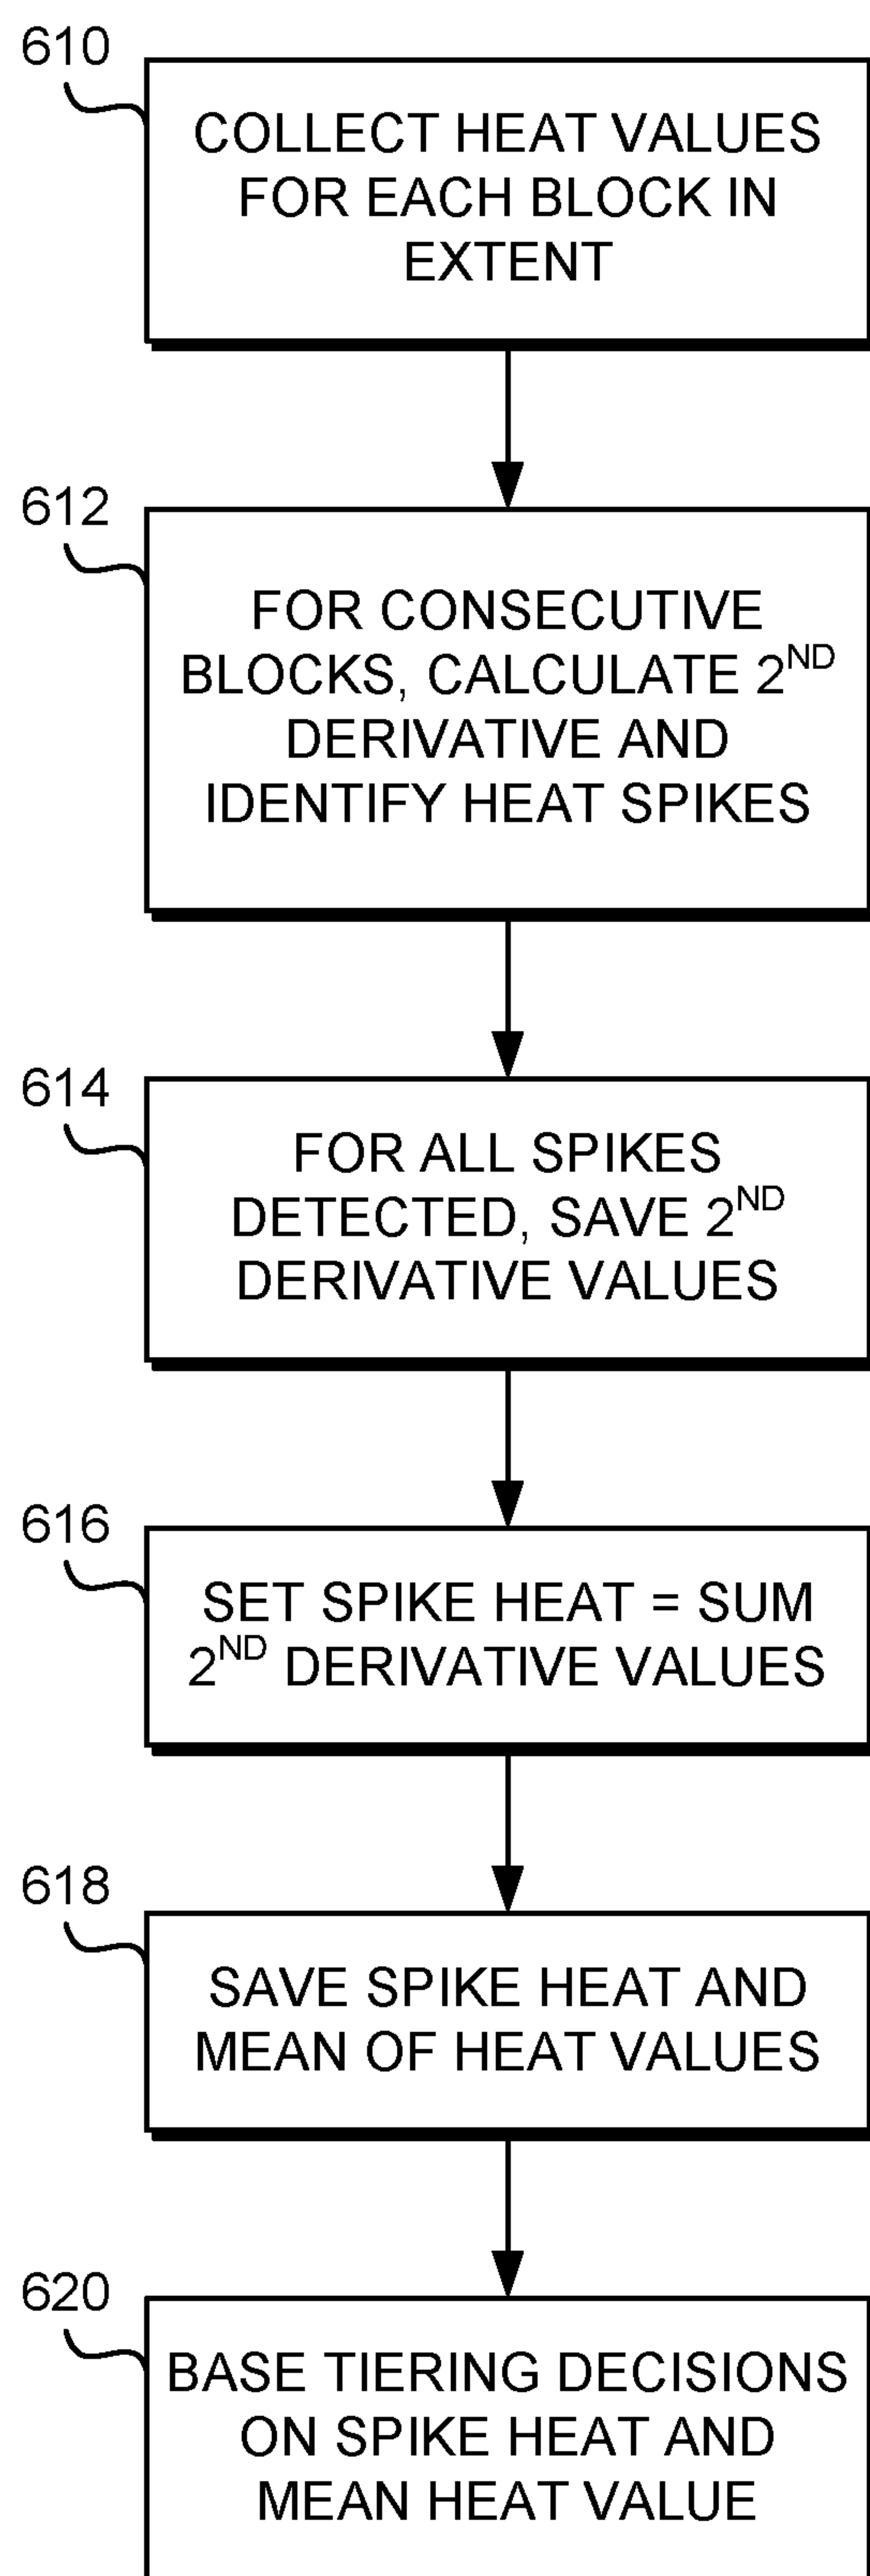 610
COLLECT HEAT VALUES
FOR EACH BLOCK IN
EXTENT
612
FOR CONSECUTIVE
BLOCKS, CALCULATE 2ND
DERIVATIVE AND
IDENTIFY HEAT SPIKES
614
FOR ALL SPIKES
DETECTED, SAVE 2ND
DERIVATIVE VALUES
616
SET SPIKE HEAT = SUM
2ND DERIVATIVE VALUES
618
SAVE SPIKE HEAT AND
MEAN OF HEAT VALUES
620
BASE TIERING DECISIONS
ON SPIKE HEAT AND
MEAN HEAT VALUE